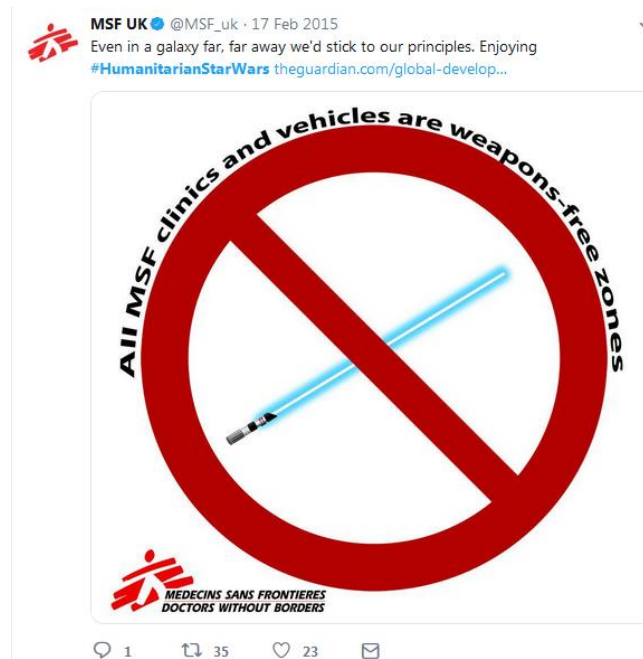 MSF UK @MSF_uk · 17 Feb 2015
Even in a galaxy far, far away we'd stick to our principles. Enjoying
#HumanitarianStarWars theguardian.com/global-develop...
All MSF clinics and vehicles are weapons-free zones
MEDECINS SANS FRONTIERES
DOCTORS WITHOUT BORDERS
1 35 23